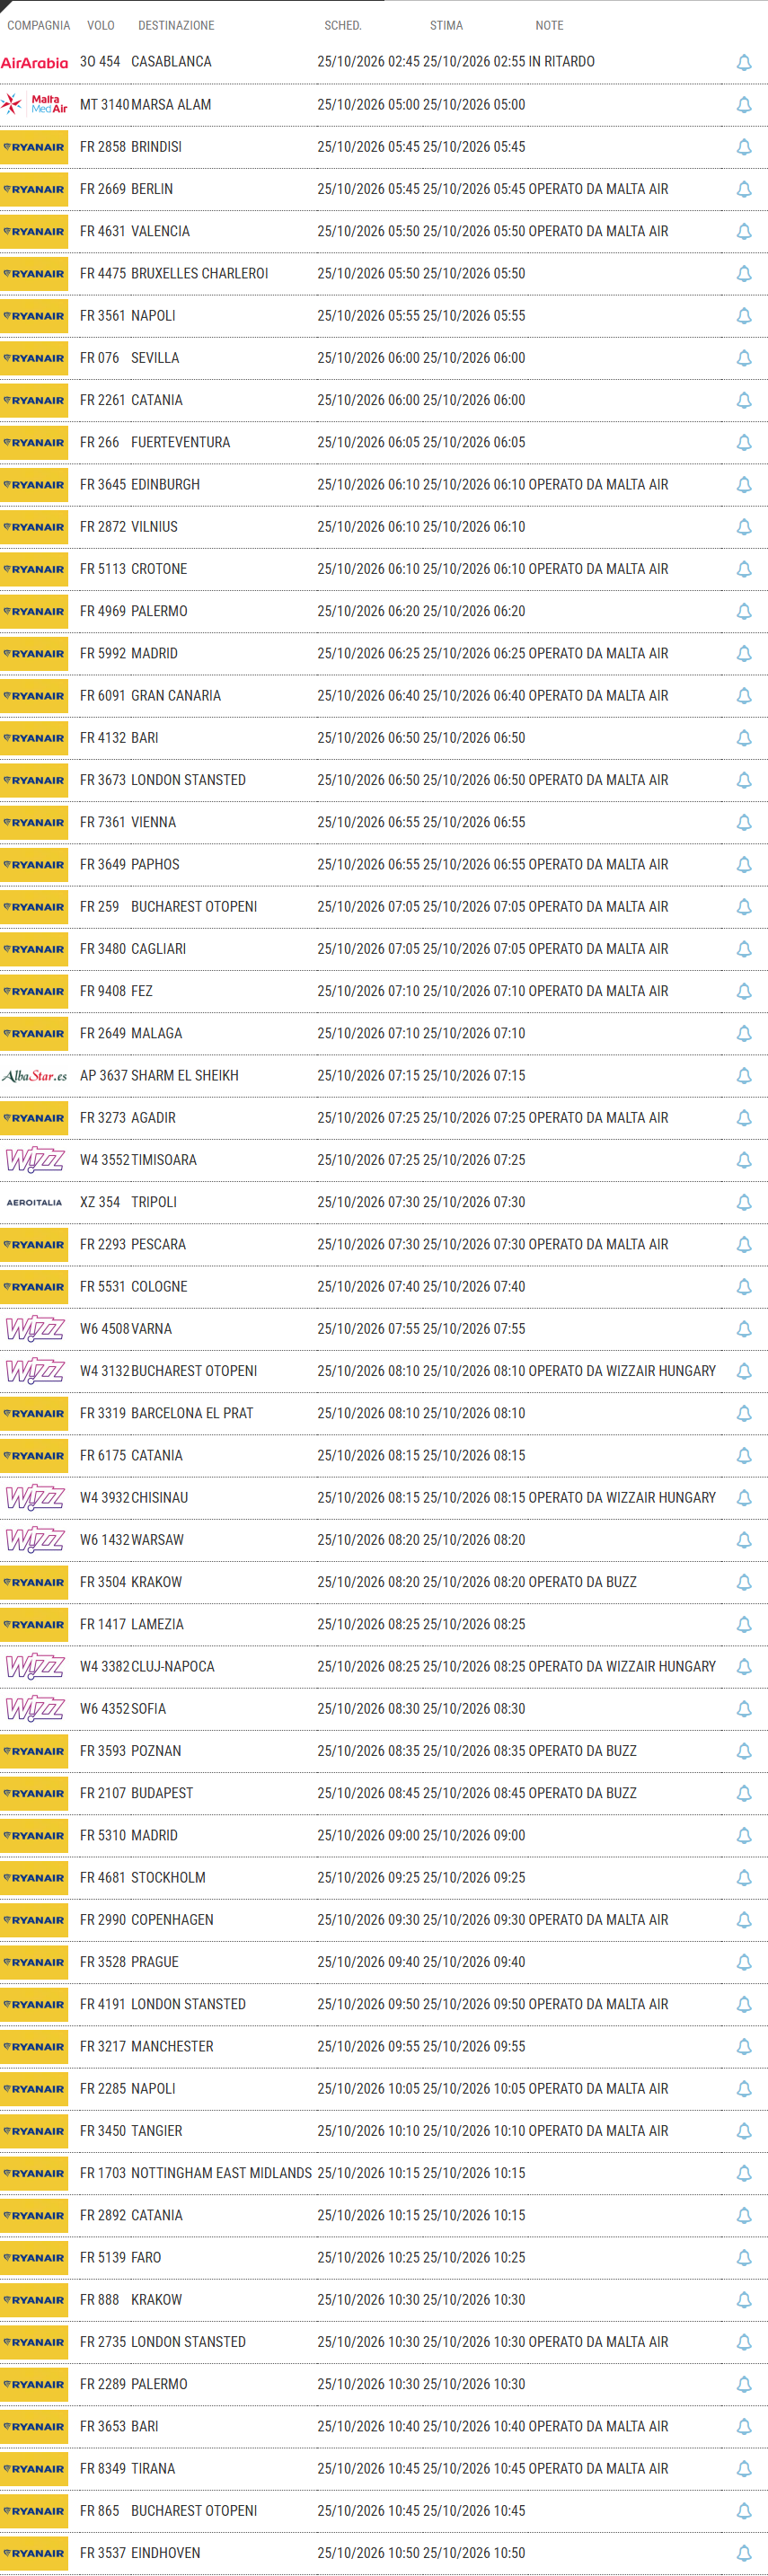 COMPAGNIA VOLO DESTINAZIONE SCHED. STIMA NOTE
AirArabia 3O 454 CASABLANCA 25/10/2026 02:45 25/10/2026 02:55 IN RITARDO
Malta MedAir MT 3140 MARSA ALAM 25/10/2026 05:00 25/10/2026 05:00
RYANAIR FR 2858 BRINDISI 25/10/2026 05:45 25/10/2026 05:45
RYANAIR FR 2669 BERLIN 25/10/2026 05:45 25/10/2026 05:45 OPERATO DA MALTA AIR
RYANAIR FR 4631 VALENCIA 25/10/2026 05:50 25/10/2026 05:50 OPERATO DA MALTA AIR
RYANAIR FR 4475 BRUXELLES CHARLEROI 25/10/2026 05:50 25/10/2026 05:50
RYANAIR FR 3561 NAPOLI 25/10/2026 05:55 25/10/2026 05:55
RYANAIR FR 076 SEVILLA 25/10/2026 06:00 25/10/2026 06:00
RYANAIR FR 2261 CATANIA 25/10/2026 06:00 25/10/2026 06:00
RYANAIR FR 266 FUERTEVENTURA 25/10/2026 06:05 25/10/2026 06:05
RYANAIR FR 3645 EDINBURGH 25/10/2026 06:10 25/10/2026 06:10 OPERATO DA MALTA AIR
RYANAIR FR 2872 VILNIUS 25/10/2026 06:10 25/10/2026 06:10
RYANAIR FR 5113 CROTONE 25/10/2026 06:10 25/10/2026 06:10 OPERATO DA MALTA AIR
RYANAIR FR 4969 PALERMO 25/10/2026 06:20 25/10/2026 06:20
RYANAIR FR 5992 MADRID 25/10/2026 06:25 25/10/2026 06:25 OPERATO DA MALTA AIR
RYANAIR FR 6091 GRAN CANARIA 25/10/2026 06:40 25/10/2026 06:40 OPERATO DA MALTA AIR
RYANAIR FR 4132 BARI 25/10/2026 06:50 25/10/2026 06:50
RYANAIR FR 3673 LONDON STANSTED 25/10/2026 06:50 25/10/2026 06:50 OPERATO DA MALTA AIR
RYANAIR FR 7361 VIENNA 25/10/2026 06:55 25/10/2026 06:55
RYANAIR FR 3649 PAPHOS 25/10/2026 06:55 25/10/2026 06:55 OPERATO DA MALTA AIR
RYANAIR FR 259 BUCHAREST OTOPENI 25/10/2026 07:05 25/10/2026 07:05 OPERATO DA MALTA AIR
RYANAIR FR 3480 CAGLIARI 25/10/2026 07:05 25/10/2026 07:05 OPERATO DA MALTA AIR
RYANAIR FR 9408 FEZ 25/10/2026 07:10 25/10/2026 07:10 OPERATO DA MALTA AIR
RYANAIR FR 2649 MALAGA 25/10/2026 07:10 25/10/2026 07:10
AlbaStar.es AP 3637 SHARM EL SHEIKH 25/10/2026 07:15 25/10/2026 07:15
RYANAIR FR 3273 AGADIR 25/10/2026 07:25 25/10/2026 07:25 OPERATO DA MALTA AIR
Wizz W4 3552 TIMISOARA 25/10/2026 07:25 25/10/2026 07:25
AEROITALIA XZ 354 TRIPOLI 25/10/2026 07:30 25/10/2026 07:30
RYANAIR FR 2293 PESCARA 25/10/2026 07:30 25/10/2026 07:30 OPERATO DA MALTA AIR
RYANAIR FR 5531 COLOGNE 25/10/2026 07:40 25/10/2026 07:40
Wizz W6 4508 VARNA 25/10/2026 07:55 25/10/2026 07:55
Wizz W4 3132 BUCHAREST OTOPENI 25/10/2026 08:10 25/10/2026 08:10 OPERATO DA WIZZAIR HUNGARY
RYANAIR FR 3319 BARCELONA EL PRAT 25/10/2026 08:10 25/10/2026 08:10
RYANAIR FR 6175 CATANIA 25/10/2026 08:15 25/10/2026 08:15
Wizz W4 3932 CHISINAU 25/10/2026 08:15 25/10/2026 08:15 OPERATO DA WIZZAIR HUNGARY
Wizz W6 1432 WARSAW 25/10/2026 08:20 25/10/2026 08:20
RYANAIR FR 3504 KRAKOW 25/10/2026 08:20 25/10/2026 08:20 OPERATO DA BUZZ
RYANAIR FR 1417 LAMEZIA 25/10/2026 08:25 25/10/2026 08:25
Wizz W4 3382 CLUJ-NAPOCA 25/10/2026 08:25 25/10/2026 08:25 OPERATO DA WIZZAIR HUNGARY
Wizz W6 4352 SOFIA 25/10/2026 08:30 25/10/2026 08:30
RYANAIR FR 3593 POZNAN 25/10/2026 08:35 25/10/2026 08:35 OPERATO DA BUZZ
RYANAIR FR 2107 BUDAPEST 25/10/2026 08:45 25/10/2026 08:45 OPERATO DA BUZZ
RYANAIR FR 5310 MADRID 25/10/2026 09:00 25/10/2026 09:00
RYANAIR FR 4681 STOCKHOLM 25/10/2026 09:25 25/10/2026 09:25
RYANAIR FR 2990 COPENHAGEN 25/10/2026 09:30 25/10/2026 09:30 OPERATO DA MALTA AIR
RYANAIR FR 3528 PRAGUE 25/10/2026 09:40 25/10/2026 09:40
RYANAIR FR 4191 LONDON STANSTED 25/10/2026 09:50 25/10/2026 09:50 OPERATO DA MALTA AIR
RYANAIR FR 3217 MANCHESTER 25/10/2026 09:55 25/10/2026 09:55
RYANAIR FR 2285 NAPOLI 25/10/2026 10:05 25/10/2026 10:05 OPERATO DA MALTA AIR
RYANAIR FR 3450 TANGIER 25/10/2026 10:10 25/10/2026 10:10 OPERATO DA MALTA AIR
RYANAIR FR 1703 NOTTINGHAM EAST MIDLANDS 25/10/2026 10:15 25/10/2026 10:15
RYANAIR FR 2892 CATANIA 25/10/2026 10:15 25/10/2026 10:15
RYANAIR FR 5139 FARO 25/10/2026 10:25 25/10/2026 10:25
RYANAIR FR 888 KRAKOW 25/10/2026 10:30 25/10/2026 10:30
RYANAIR FR 2735 LONDON STANSTED 25/10/2026 10:30 25/10/2026 10:30 OPERATO DA MALTA AIR
RYANAIR FR 2289 PALERMO 25/10/2026 10:30 25/10/2026 10:30
RYANAIR FR 3653 BARI 25/10/2026 10:40 25/10/2026 10:40 OPERATO DA MALTA AIR
RYANAIR FR 8349 TIRANA 25/10/2026 10:45 25/10/2026 10:45 OPERATO DA MALTA AIR
RYANAIR FR 865 BUCHAREST OTOPENI 25/10/2026 10:45 25/10/2026 10:45
RYANAIR FR 3537 EINDHOVEN 25/10/2026 10:50 25/10/2026 10:50